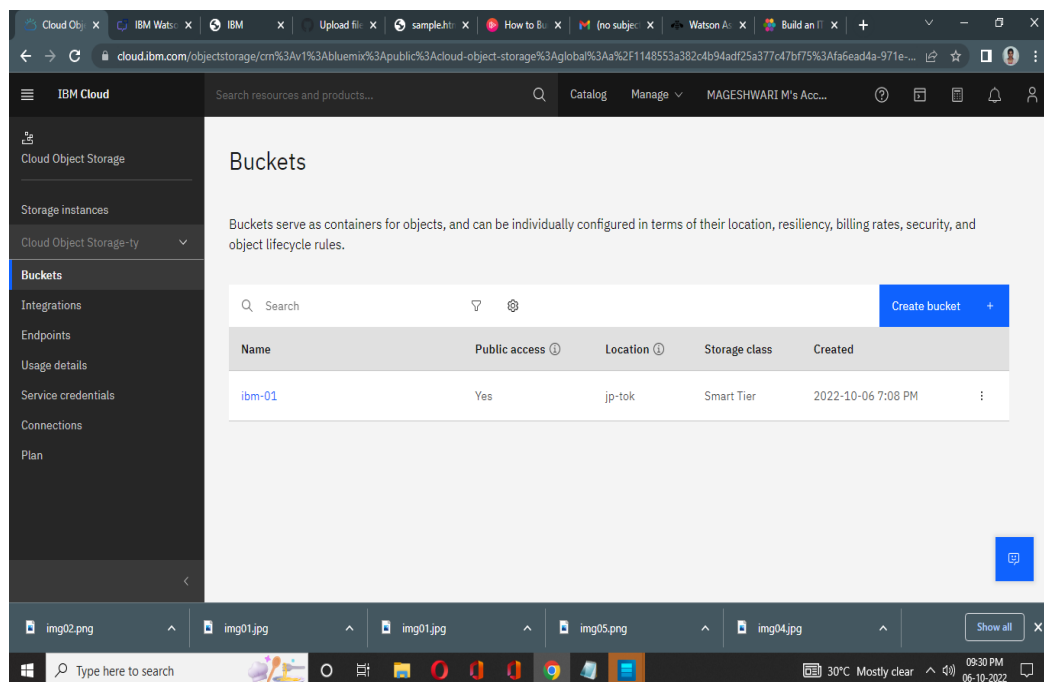 Cloud Obj
IBM Watso
IBM
Upload file
sample.htm
How to Bu
(no subjec
Watson As
Build an IT
cloud.ibm.com/objectstorage/crn%3Av1%3Abluemix%3Apublic%3Acloud-object-storage%3Aglobal%3Aa%2F1148553a382c4b94adf25a377c47bf75%3Afa6ead4a-971e-...
IBM Cloud
Search resources and products...
Catalog
Manage
MAGESHWARI M's Acc...
Cloud Object Storage
Storage instances
Cloud Object Storage-ty
Buckets
Integrations
Endpoints
Usage details
Service credentials
Connections
Plan
Buckets
Buckets serve as containers for objects, and can be individually configured in terms of their location, resiliency, billing rates, security, and
object lifecycle rules.
Search
Create bucket +
Name Public access Location Storage class Created
ibm-01 Yes jp-tok Smart Tier 2022-10-06 7:08 PM
img02.png
img01.jpg
img01.jpg
img05.png
img04.jpg
Show all
Type here to search
30°C Mostly clear
09:30 PM
06-10-2022